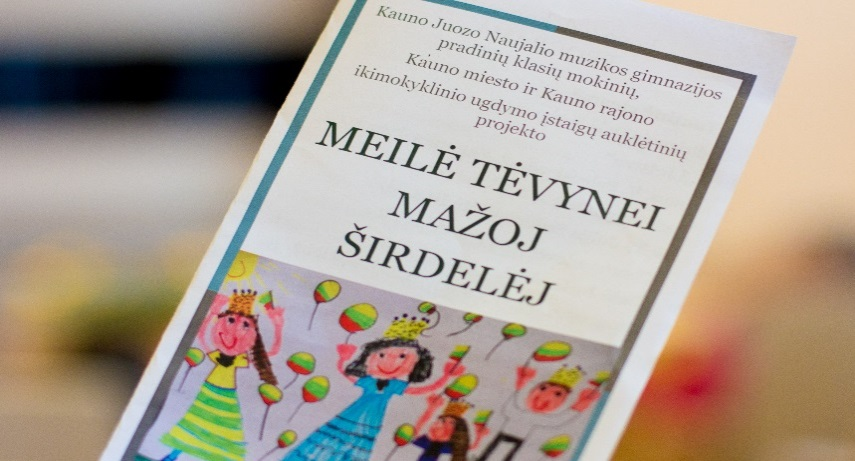 Kauno Juozo Naujalio muzikos gimnazijos
pradinių klasių mokinių,
Kauno miesto ir Kauno rajono
ikimokyklinio ugdymo įstaigų auklėtinių
projekto
MEILĖ TĖVYNEI
MAŽOJ
ŠIRDELĖJ